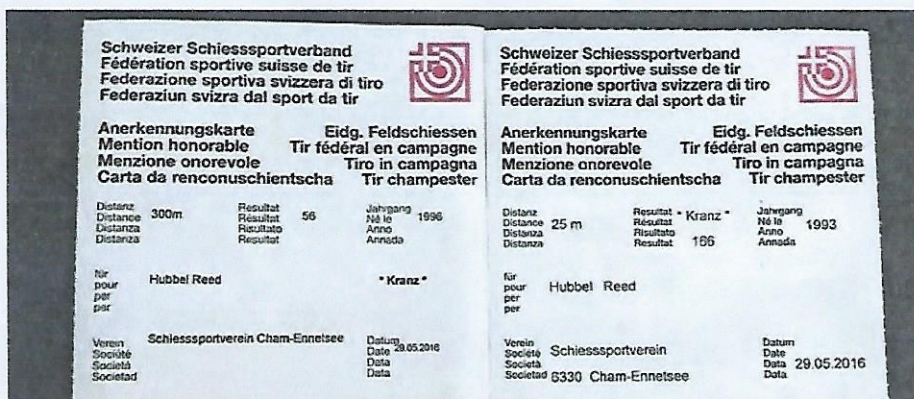 Schweizer Schiesssportverband
Fédération sportive suisse de tir
Federazione sportiva svizzera di tiro
Federaziun svizra dal sport da tir
Anerkennungskarte Eidg. Feldschiessen
Mention honorable Tir fédéral en campagne
Menzione onorevole Tiro in campagna
Carta da renconuschientscha Tir champester
Distanz Resultat Jahrgang
Distance 300m Résultat 56 Né le 1996
Distanza Risultato Anno
Distanza Resultat Annada
für
pour Hubbel Reed * Kranz *
per
per
Verein Schiesssportverein Cham-Ennetsee Datum
Société Date 29.05.2016
Società Data
Societad Data
Schweizer Schiesssportverband
Fédération sportive suisse de tir
Federazione sportiva svizzera di tiro
Federaziun svizra dal sport da tir
Anerkennungskarte Eidg. Feldschiessen
Mention honorable Tir fédéral en campagne
Menzione onorevole Tiro in campagna
Carta da renconuschientscha Tir champester
Distanz Resultat * Kranz * Jahrgang
Distance 25 m Résultat Né le 1993
Distanza Risultato Anno
Distanza Resultat 166 Annada
für
pour Hubbel Reed
per
per
Verein Datum
Société Schiesssportverein Date
Società Data 29.05.2016
Societad 6330 Cham-Ennetsee Data